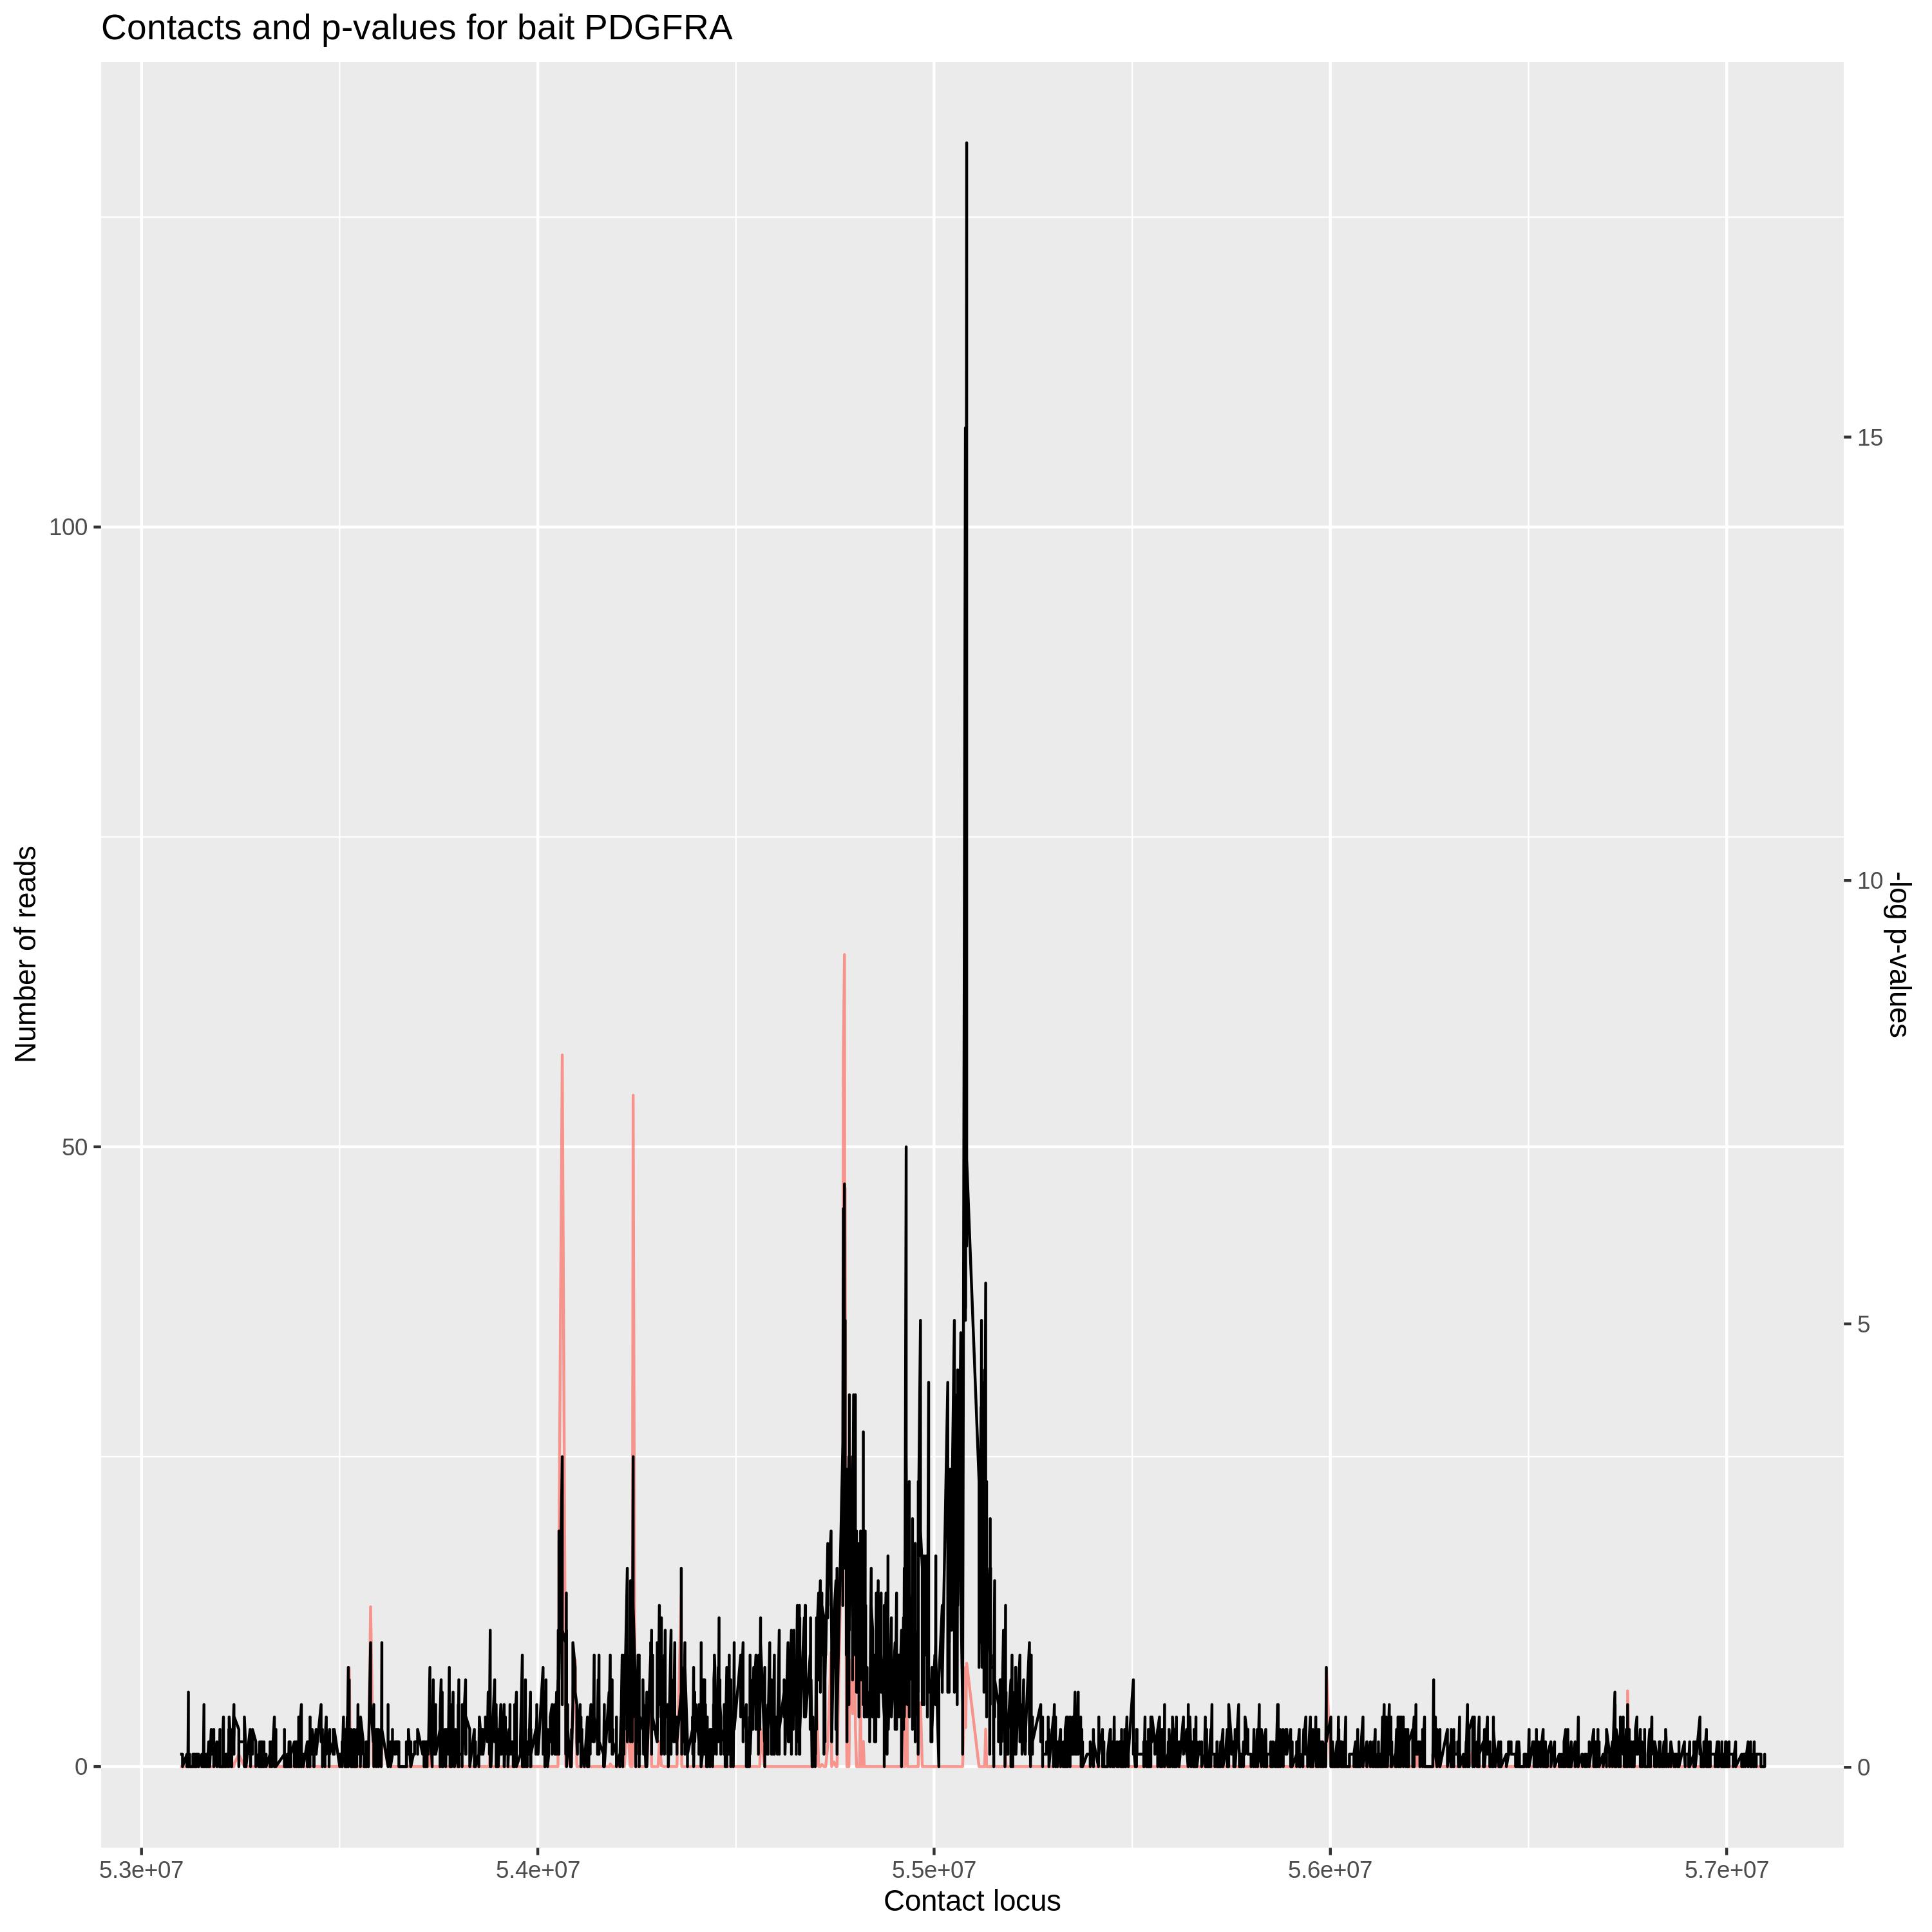 Contacts and p-values for bait PDGFRA
Number of reads
100
50
0
15
10
5
0
-log p-values
5.3e+07
5.4e+07
5.5e+07
5.6e+07
5.7e+07
Contact locus